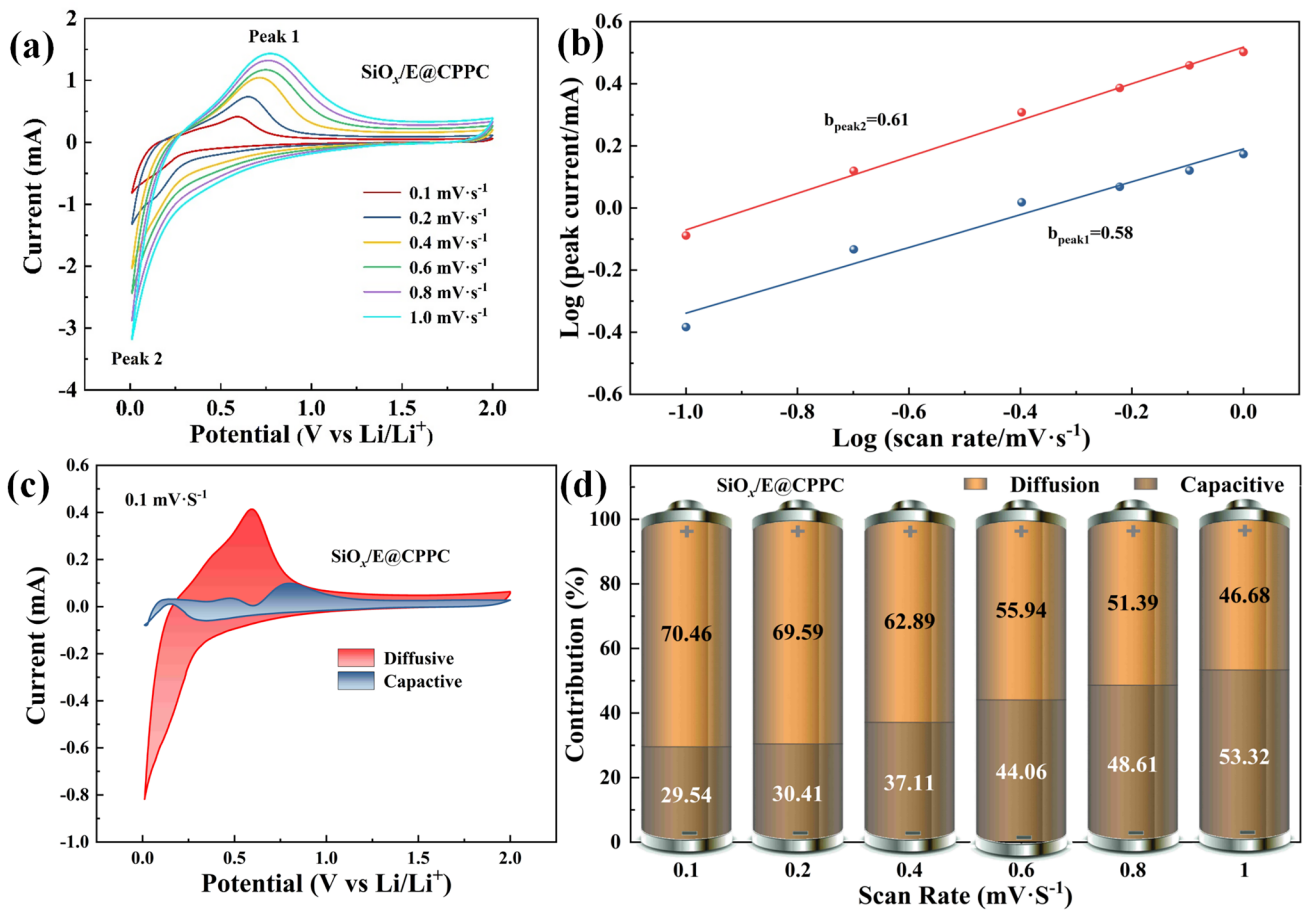 (a)
Peak 1
SiOₓ/E@CPPC
2
1
0
-1
-2
-3
-4
Current (mA)
0.1 mV·s⁻¹
0.2 mV·s⁻¹
0.4 mV·s⁻¹
0.6 mV·s⁻¹
0.8 mV·s⁻¹
1.0 mV·s⁻¹
Peak 2
0.0 0.5 1.0 1.5 2.0
Potential (V vs Li/Li⁺)
(b)
0.6
0.4
0.2
0.0
-0.2
-0.4
-0.6
Log (peak current/mA)
b_peak2=0.61
b_peak1=0.58
-1.0 -0.8 -0.6 -0.4 -0.2 0.0
Log (scan rate/mV·s⁻¹)
(c)
0.1 mV·S⁻¹
SiOₓ/E@CPPC
0.6
0.4
0.2
0.0
-0.2
-0.4
-0.6
-0.8
-1.0
Current (mA)
Diffusive
Capactive
0.0 0.5 1.0 1.5 2.0
Potential (V vs Li/Li⁺)
(d)
SiOₓ/E@CPPC
Diffusion
Capacitive
100
80
60
40
20
0
Contribution (%)
70.46 69.59 62.89 55.94 51.39 46.68
29.54 30.41 37.11 44.06 48.61 53.32
0.1 0.2 0.4 0.6 0.8 1
Scan Rate (mV·S⁻¹)